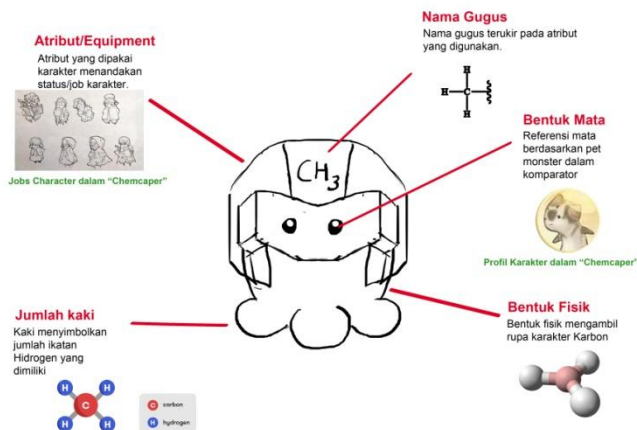 Atribut/Equipment
Atribut yang dipakai
karakter menandakan
status/job karakter.
Jobs Character dalam “Chemcaper”
Nama Gugus
Nama gugus terukir pada atribut
yang digunakan.
H
H
C
H
CH3
Bentuk Mata
Referensi mata
berdasarkan pet
monster dalam
komparator
Profil Karakter dalam “Chemcaper”
Jumlah kaki
Kaki menyimbolkan
jumlah ikatan
Hidrogen yang
dimiliki
H
H
C
H
H
C carbon
H hydrogen
Bentuk Fisik
Bentuk fisik mengambil
rupa karakter Karbon